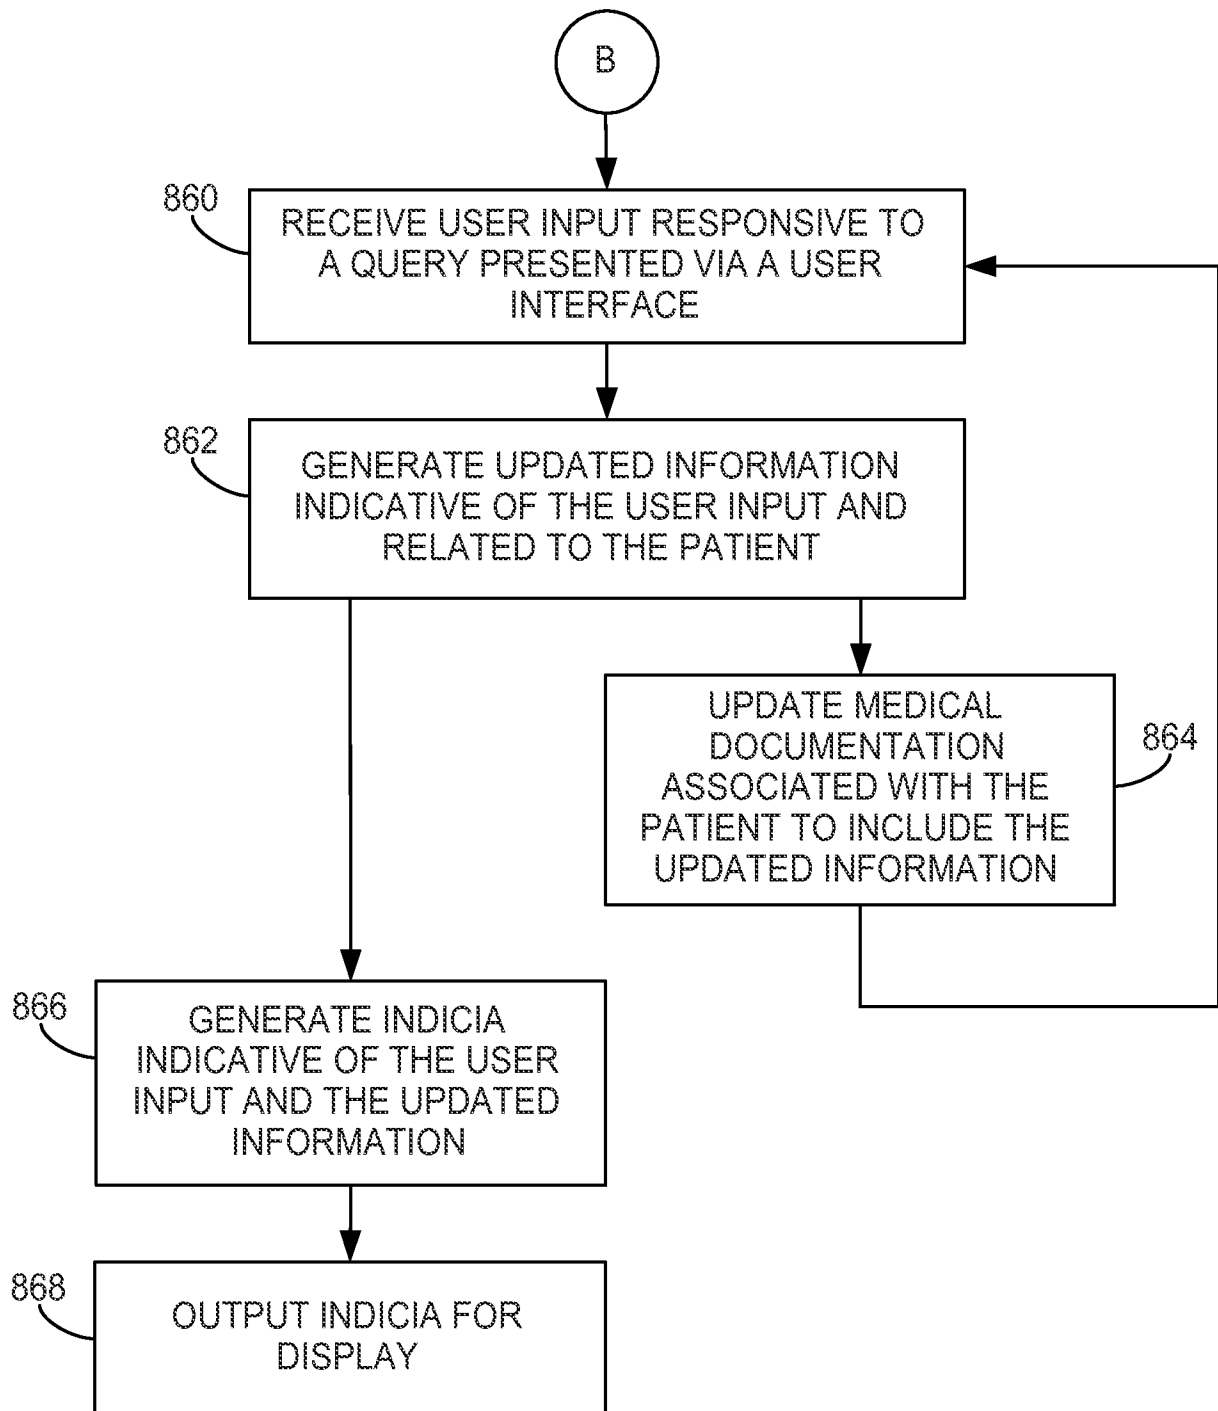 B
860
RECEIVE USER INPUT RESPONSIVE TO
A QUERY PRESENTED VIA A USER
INTERFACE
862
GENERATE UPDATED INFORMATION
INDICATIVE OF THE USER INPUT AND
RELATED TO THE PATIENT
UPDATE MEDICAL
DOCUMENTATION
ASSOCIATED WITH THE
PATIENT TO INCLUDE THE
UPDATED INFORMATION
864
866
GENERATE INDICIA
INDICATIVE OF THE USER
INPUT AND THE UPDATED
INFORMATION
868
OUTPUT INDICIA FOR
DISPLAY